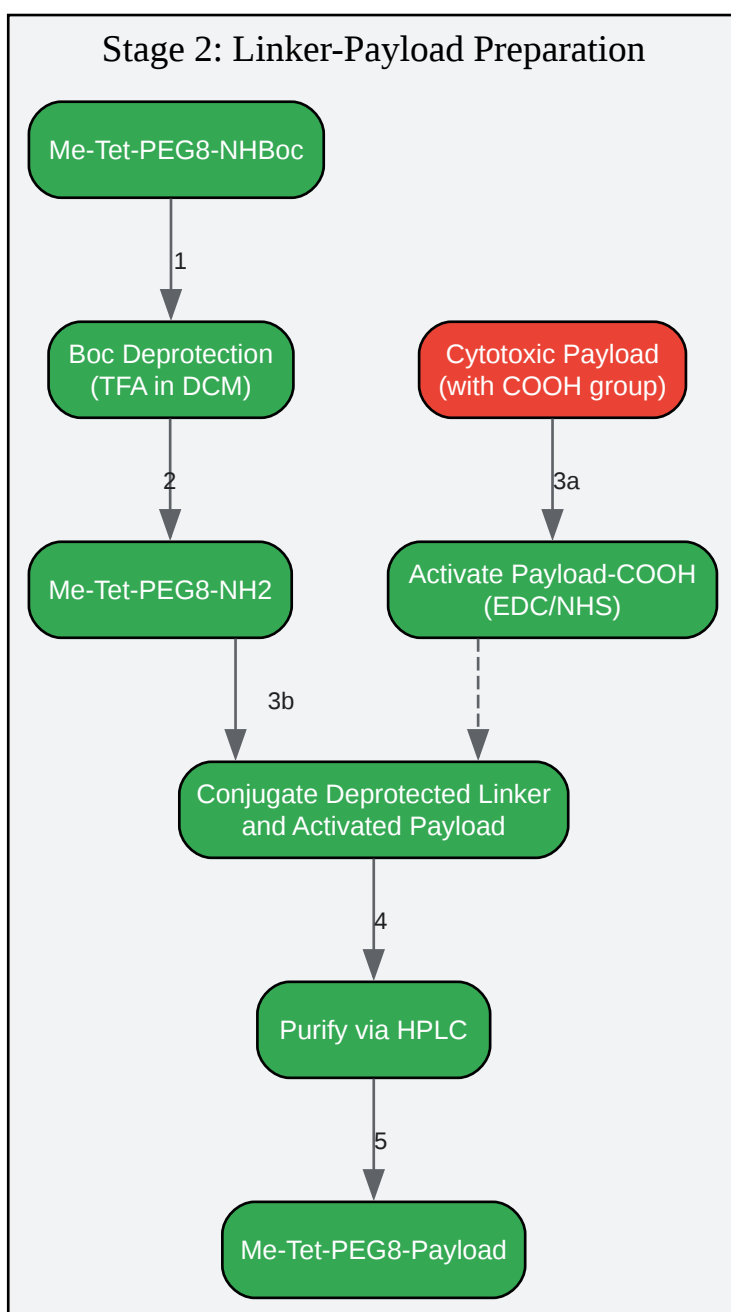 Stage 2: Linker-Payload Preparation
Me-Tet-PEG8-NHBoc
1
Boc Deprotection
(TFA in DCM)
Cytotoxic Payload
(with COOH group)
2
3a
Me-Tet-PEG8-NH2
Activate Payload-COOH
(EDC/NHS)
3b
Conjugate Deprotected Linker
and Activated Payload
4
Purify via HPLC
5
Me-Tet-PEG8-Payload